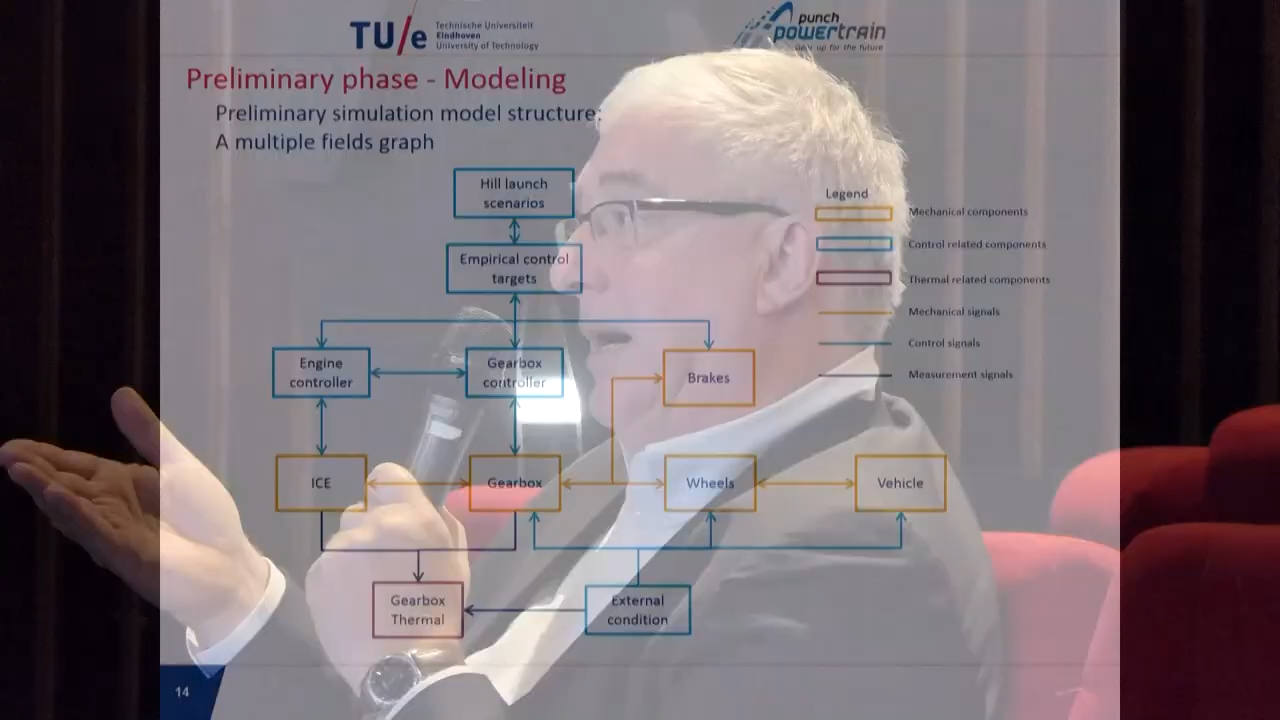 TU/e
Technische Universiteit
Eindhoven
University of Technology
punch
powertrain
Preliminary phase - Modeling
Preliminary simulation model structure:
A multiple fields graph
Hill launch
scenarios
Empirical control
targets
Engine
controller
Gearbox
controller
Brakes
ICE
Gearbox
Wheels
Vehicle
Gearbox
Thermal
External
condition
Legend
Mechanical components
Control related components
Thermal related components
Mechanical signals
Control signals
Measurement signals
14